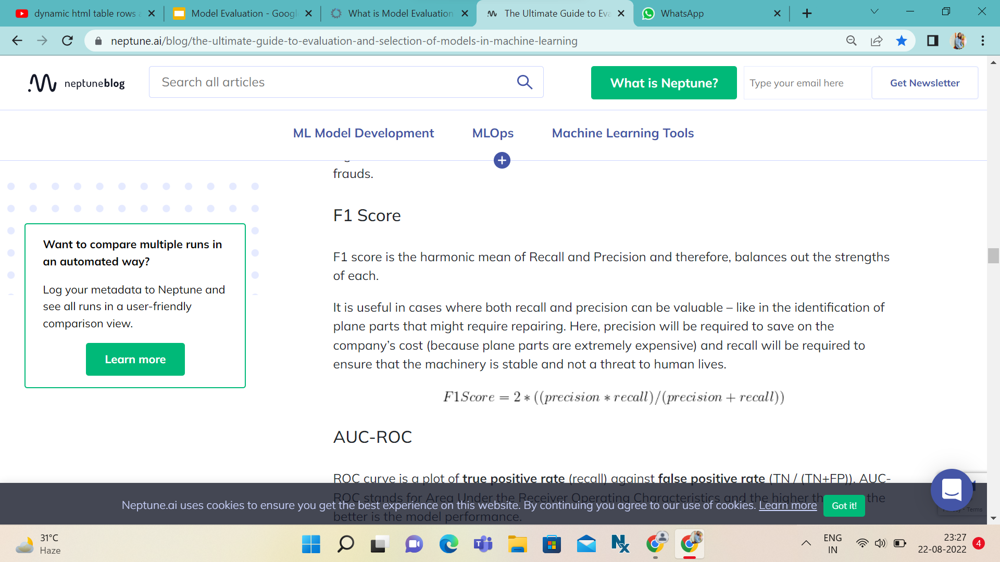 dynamic html table rows
Model Evaluation - Googl
What is Model Evaluation
The Ultimate Guide to Eva
WhatsApp
neptune.ai/blog/the-ultimate-guide-to-evaluation-and-selection-of-models-in-machine-learning
neptuneblog
Search all articles
What is Neptune?
Type your email here
Get Newsletter
ML Model Development
MLOps
Machine Learning Tools
frauds.
F1 Score
F1 score is the harmonic mean of Recall and Precision and therefore, balances out the strengths
of each.
It is useful in cases where both recall and precision can be valuable – like in the identification of
plane parts that might require repairing. Here, precision will be required to save on the
company’s cost (because plane parts are extremely expensive) and recall will be required to
ensure that the machinery is stable and not a threat to human lives.
F1Score = 2 * ((precision * recall)/(precision + recall))
Want to compare multiple runs in
an automated way?
Log your metadata to Neptune and
see all runs in a user-friendly
comparison view.
Learn more
AUC-ROC
ROC curve is a plot of true positive rate (recall) against false positive rate (TN / (TN+FP)). AUC-
ROC stands for Area Under the Receiver Operating Characteristics and the higher the
better is the model performance.
Neptune.ai uses cookies to ensure you get the best experience on this website. By continuing you agree to our use of cookies. Learn more
Got it!
- Terms
31°C
Haze
ENG
IN
23:27
22-08-2022
4